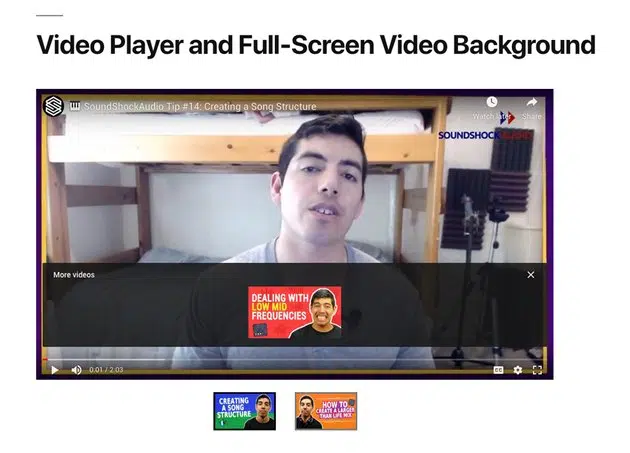 Video Player and Full-Screen Video Background
SoundShockAudio Tip #14: Creating a Song Structure
Watch later
Share
SOUNDSHOCKAUDIO
More videos
DEALING WITH
LOW MID
FREQUENCIES
0:01 / 2:03
CC
CREATING
A SONG
STRUCTURE
HOW TO
CREATE A LARGER
THAN LIFE MIX